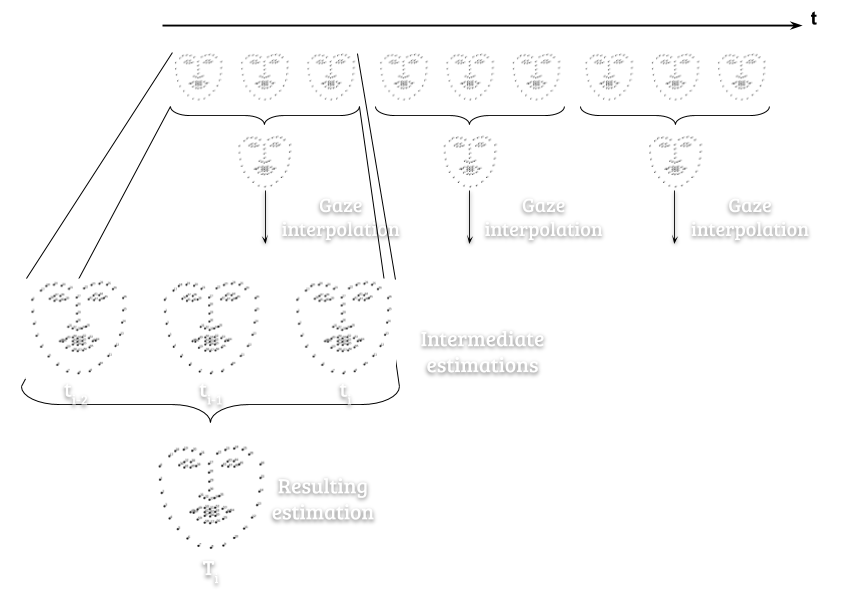 t
Gaze
interpolation
Gaze
interpolation
Gaze
interpolation
Intermediate
estimations
t_{i-2}
t_{i-1}
t_i
Resulting
estimation
T_i